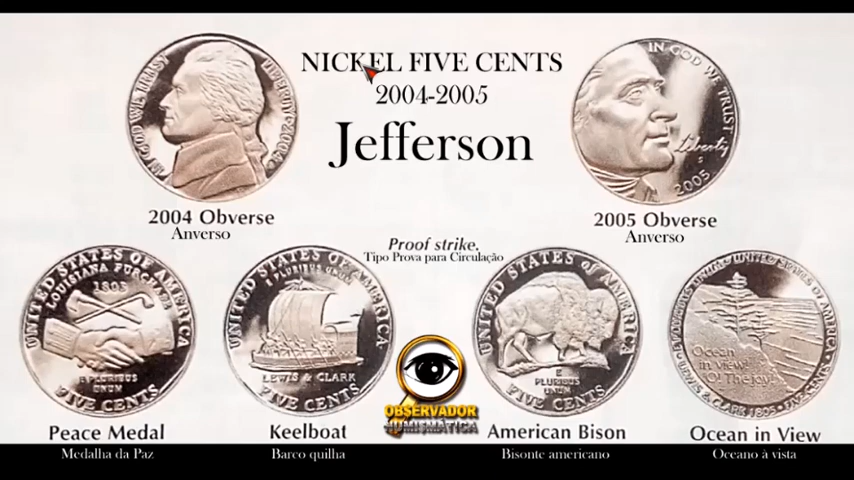 NICKEL FIVE CENTS
2004-2005
Jefferson
IN GOD WE TRUST
LIBERTY 2004
IN GOD WE TRUST
Liberty
2005
2004 Obverse
Anverso
2005 Obverse
Anverso
Proof strike.
Tipo Prova para Circulação
UNITED STATES OF AMERICA
LOUISIANA PURCHASE
1803
E PLURIBUS
UNUM
FIVE CENTS
UNITED STATES OF AMERICA
E PLURIBUS UNUM
LEWIS & CLARK
FIVE CENTS
UNITED STATES OF AMERICA
E
PLURIBUS
UNUM
FIVE CENTS
E PLURIBUS UNUM UNITED STATES OF AMERICA
Ocean
in view!
O! The joy!
LEWIS & CLARK 1805 FIVE CENTS
OBSERVADOR
NUMISMÁTICA
Peace Medal
Medalha da Paz
Keelboat
Barco quilha
American Bison
Bisonte americano
Ocean in View
Oceano à vista